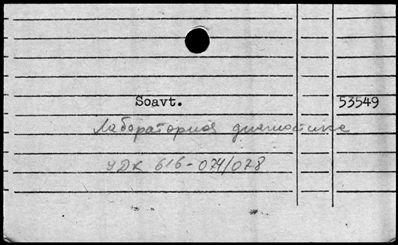 Soavt. 53549
Лабораторная диагностика
УДК 616-074/078